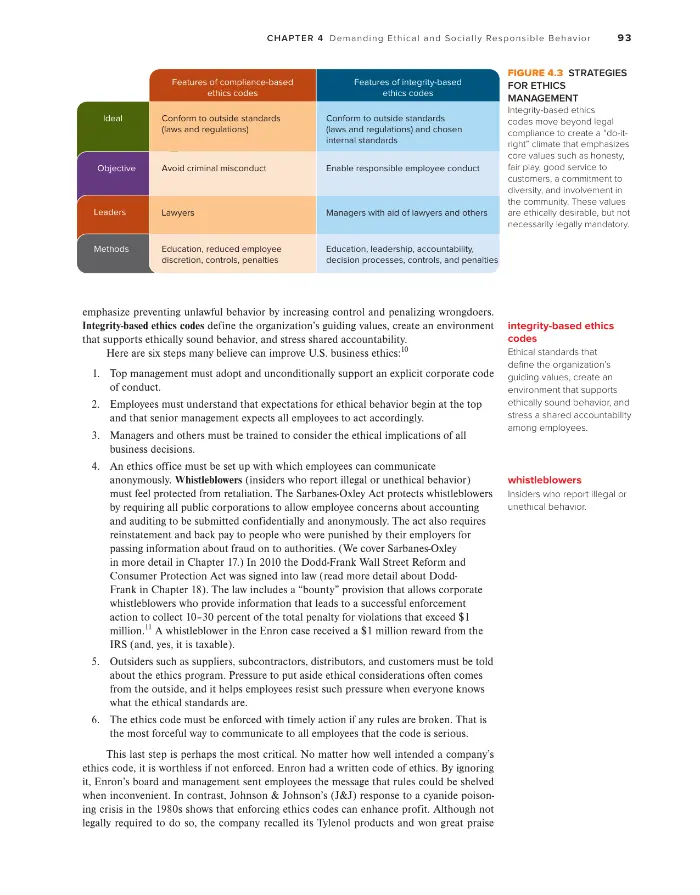 CHAPTER 4 Demanding Ethical and Socially Responsible Behavior 93
Features of compliance-based
ethics codes
Features of integrity-based
ethics codes
Ideal
Conform to outside standards
(laws and regulations)
Conform to outside standards
(laws and regulations) and chosen
internal standards
Objective
Avoid criminal misconduct
Enable responsible employee conduct
Leaders
Lawyers
Managers with aid of lawyers and others
Methods
Education, reduced employee
discretion, controls, penalties
Education, leadership, accountability,
decision processes, controls, and penalties
FIGURE 4.3 STRATEGIES
FOR ETHICS
MANAGEMENT
Integrity-based ethics
codes move beyond legal
compliance to create a “do-it-
right” climate that emphasizes
core values such as honesty,
fair play, good service to
customers, a commitment to
diversity, and involvement in
the community. These values
are ethically desirable, but not
necessarily legally mandatory.
emphasize preventing unlawful behavior by increasing control and penalizing wrongdoers.
Integrity-based ethics codes define the organization’s guiding values, create an environment
that supports ethically sound behavior, and stress shared accountability.
Here are six steps many believe can improve U.S. business ethics:10
1. Top management must adopt and unconditionally support an explicit corporate code
of conduct.
2. Employees must understand that expectations for ethical behavior begin at the top
and that senior management expects all employees to act accordingly.
3. Managers and others must be trained to consider the ethical implications of all
business decisions.
4. An ethics office must be set up with which employees can communicate
anonymously. Whistleblowers (insiders who report illegal or unethical behavior)
must feel protected from retaliation. The Sarbanes-Oxley Act protects whistleblowers
by requiring all public corporations to allow employee concerns about accounting
and auditing to be submitted confidentially and anonymously. The act also requires
reinstatement and back pay to people who were punished by their employers for
passing information about fraud on to authorities. (We cover Sarbanes-Oxley
in more detail in Chapter 17.) In 2010 the Dodd-Frank Wall Street Reform and
Consumer Protection Act was signed into law (read more detail about Dodd-
Frank in Chapter 18). The law includes a “bounty” provision that allows corporate
whistleblowers who provide information that leads to a successful enforcement
action to collect 10–30 percent of the total penalty for violations that exceed $1
million.11 A whistleblower in the Enron case received a $1 million reward from the
IRS (and, yes, it is taxable).
5. Outsiders such as suppliers, subcontractors, distributors, and customers must be told
about the ethics program. Pressure to put aside ethical considerations often comes
from the outside, and it helps employees resist such pressure when everyone knows
what the ethical standards are.
6. The ethics code must be enforced with timely action if any rules are broken. That is
the most forceful way to communicate to all employees that the code is serious.
This last step is perhaps the most critical. No matter how well intended a company’s
ethics code, it is worthless if not enforced. Enron had a written code of ethics. By ignoring
it, Enron’s board and management sent employees the message that rules could be shelved
when inconvenient. In contrast, Johnson & Johnson’s (J&J) response to a cyanide poison-
ing crisis in the 1980s shows that enforcing ethics codes can enhance profit. Although not
legally required to do so, the company recalled its Tylenol products and won great praise
integrity-based ethics
codes
Ethical standards that
define the organization’s
guiding values, create an
environment that supports
ethically sound behavior, and
stress a shared accountability
among employees.
whistleblowers
Insiders who report illegal or
unethical behavior.